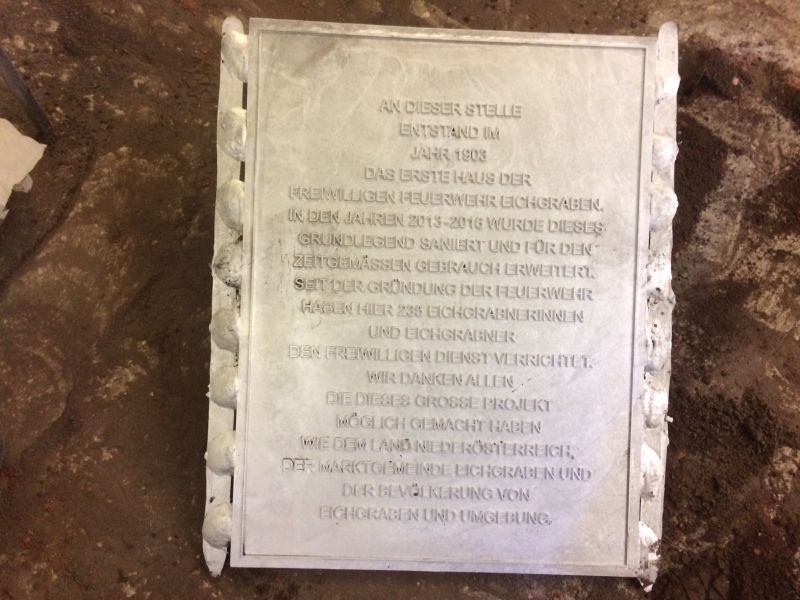 AN DIESER STELLE
ENTSTAND IM
JAHR 1903
DAS ERSTE HAUS DER
FREIWILLIGEN FEUERWEHR EICHGRABEN.
IN DEN JAHREN 2013-2016 WURDE DIESES
GRUNDLEGEND SANIERT UND FÜR DEN
ZEITGEMÄSSEN GEBRAUCH ERWEITERT.
SEIT DER GRÜNDUNG DER FEUERWEHR
HABEN HIER 235 EICHGRABNERINNEN
UND EICHGRABNER
DEN FREIWILLIGEN DIENST VERRICHTET.
WIR DANKEN ALLEN
DIE DIESES GROSSE PROJEKT
MÖGLICH GEMACHT HABEN
WIE DEM LAND NIEDERÖSTERREICH,
DER MARKTGEMEINDE EICHGRABEN UND
DER BEVÖLKERUNG VON
EICHGRABEN UND UMGEBUNG.